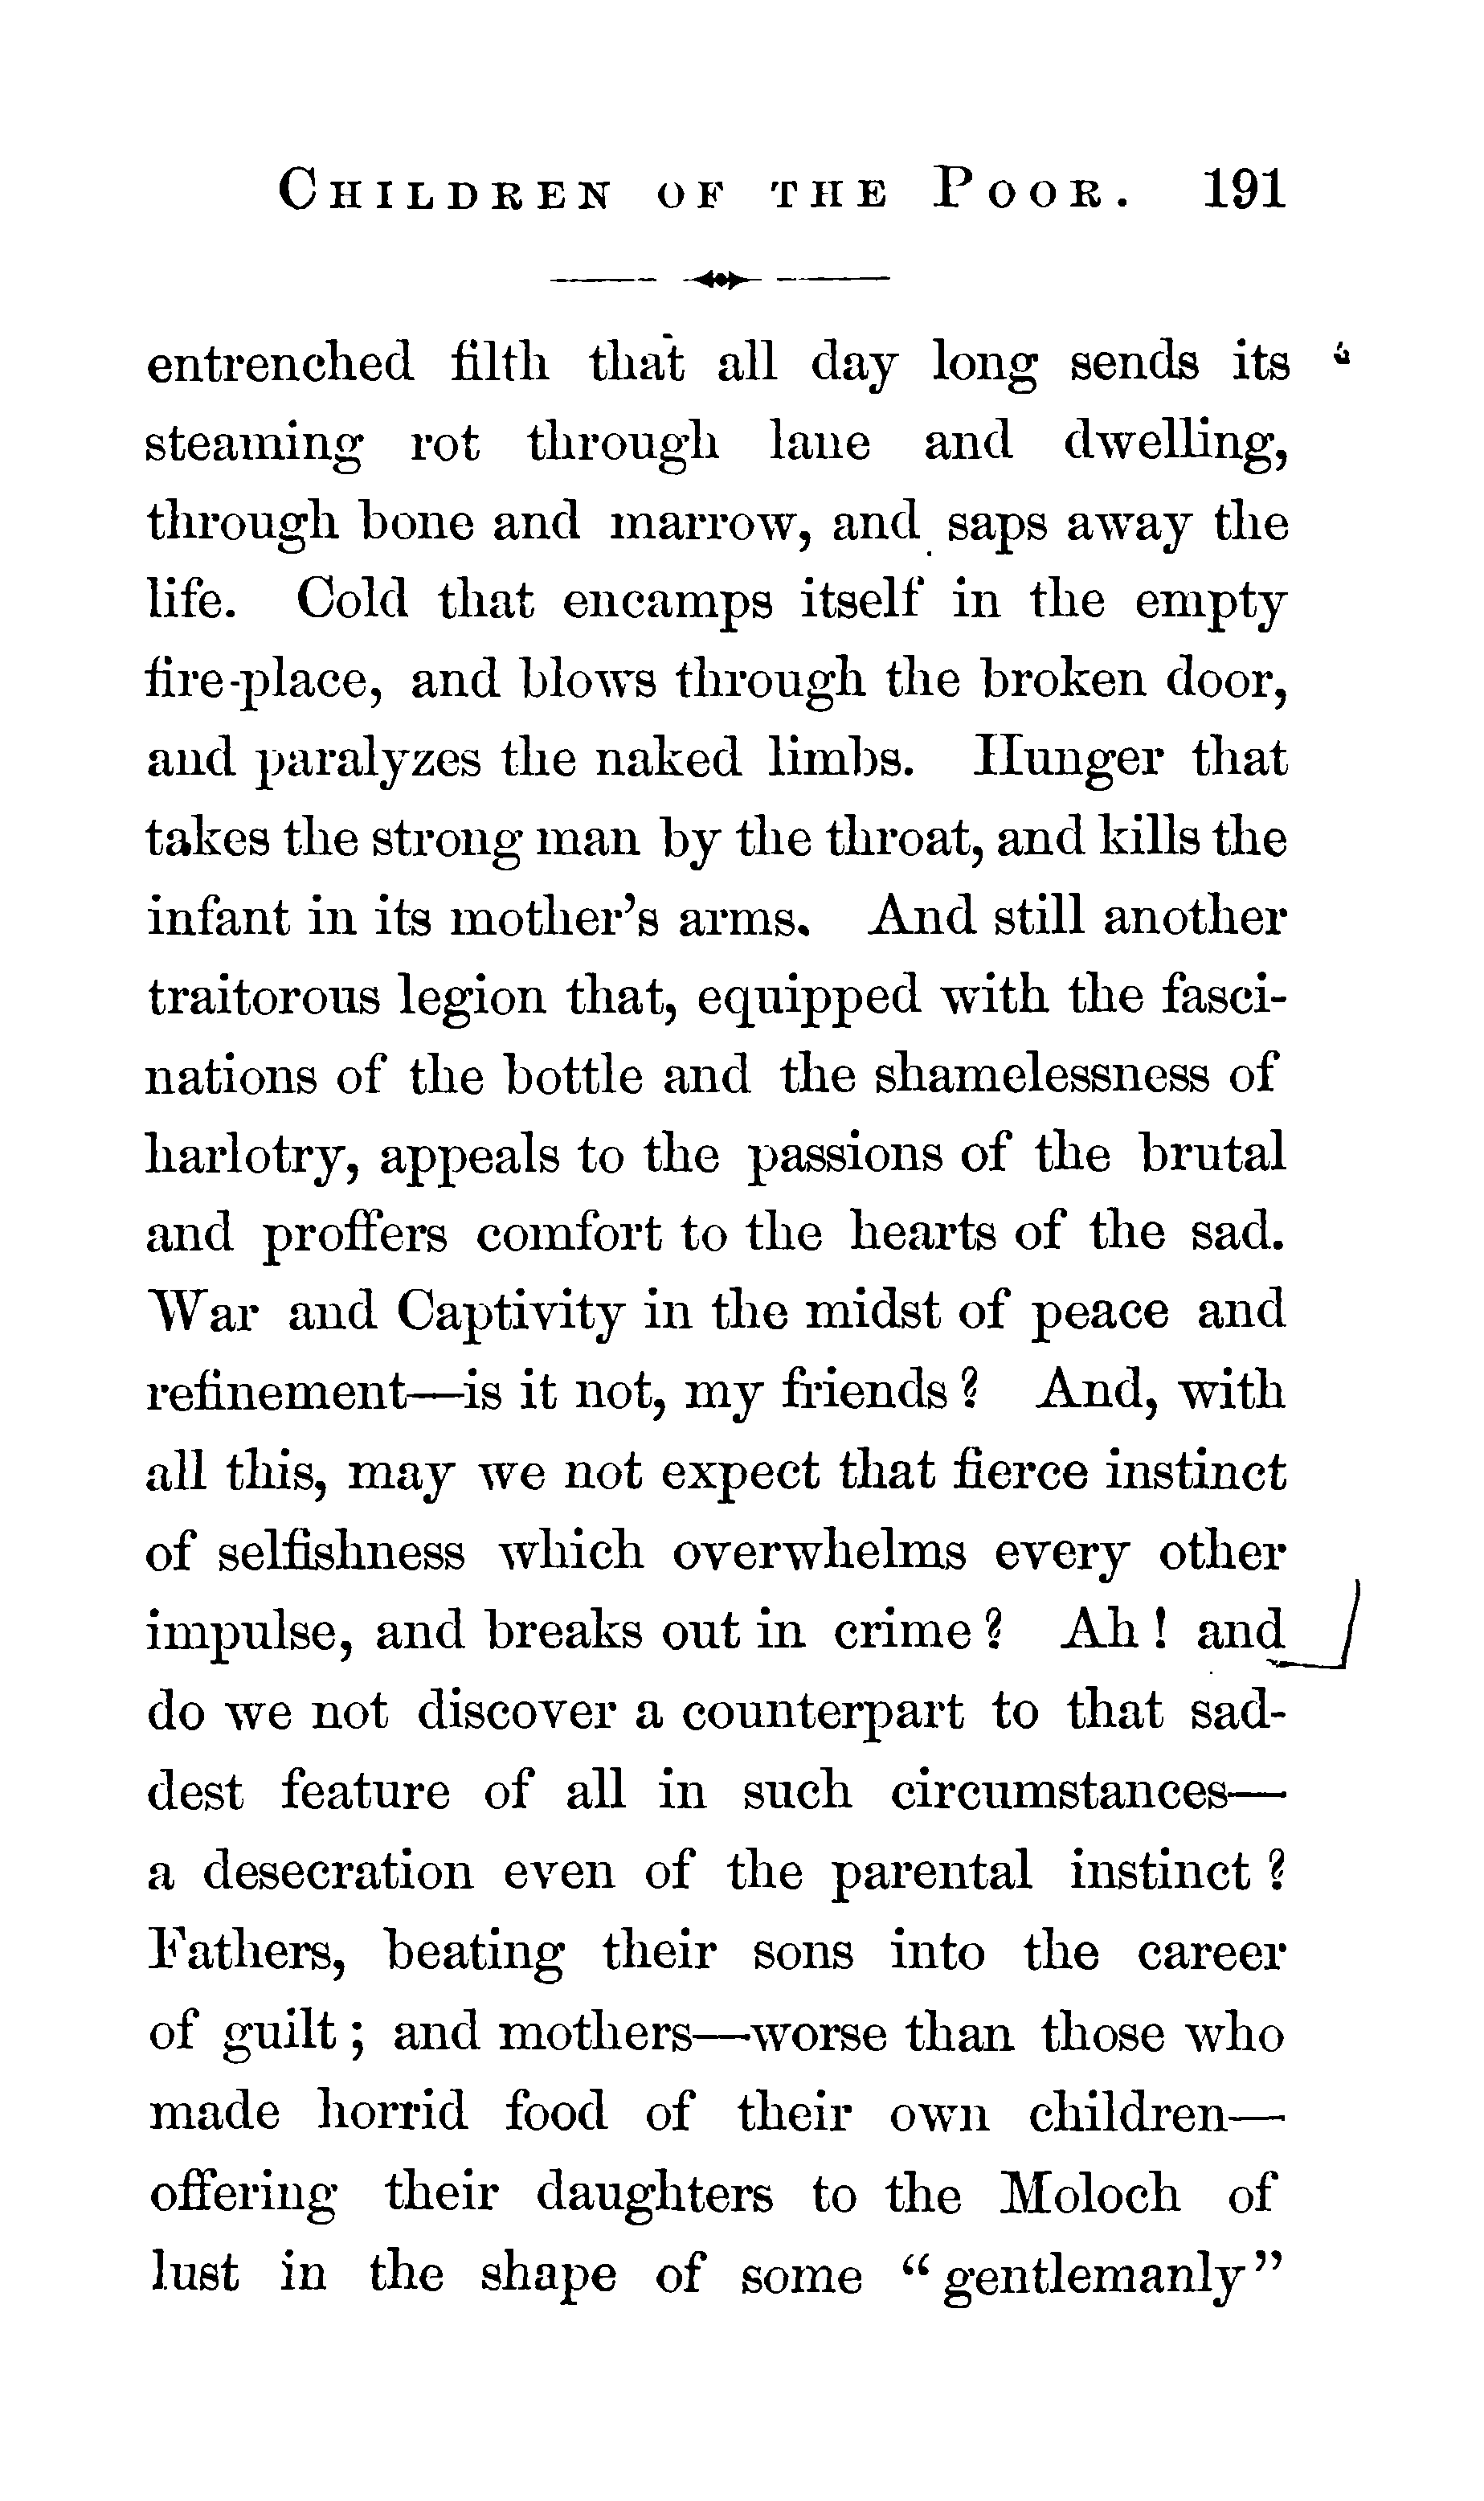 CHILDREN OF THE POOR. 191
entrenched filth that all day long sends its
steaming rot through lane and dwelling,
through bone and marrow, and saps away the
life. Cold that encamps itself in the empty
fire-place, and blows through the broken door,
and paralyzes the naked limbs. Hunger that
takes the strong man by the throat, and kills the
infant in its mother's arms. And still another
traitorous legion that, equipped with the fasci-
nations of the bottle and the shamelessness of
harlotry, appeals to the passions of the brutal
and proffers comfort to the hearts of the sad.
War and Captivity in the midst of peace and
refinement—is it not, my friends? And, with
all this, may we not expect that fierce instinct
of selfishness which overwhelms every other
impulse, and breaks out in crime? Ah! and
do we not discover a counterpart to that sad-
dest feature of all in such circumstances—
a desecration even of the parental instinct?
Fathers, beating their sons into the career
of guilt; and mothers—worse than those who
made horrid food of their own children—
offering their daughters to the Moloch of
lust in the shape of some "gentlemanly"